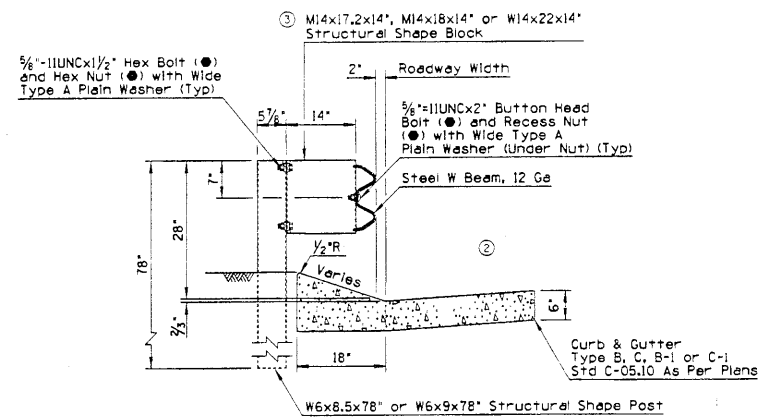 ③ M14x17.2x14", M14x18x14" or W14x22x14"
Structural Shape Block
⅝"-11UNCx1½" Hex Bolt (⬣)
and Hex Nut (⬣) with Wide
Type A Plain Washer (Typ)
2" Roadway Width
5⅞" 14"
⅝"=11UNCx2" Button Head
Bolt (⬣) and Recess Nut
(⬣) with Wide Type A
Plain Washer (Under Nut) (Typ)
7"
Steel W Beam, 12 Ga
28"
78"
②
½"R
Varies
⅔"
6"
18"
Curb & Gutter
Type B, C, B-1 or C-1
Std C-05.10 As Per Plans
W6x8.5x78" or W6x9x78" Structural Shape Post